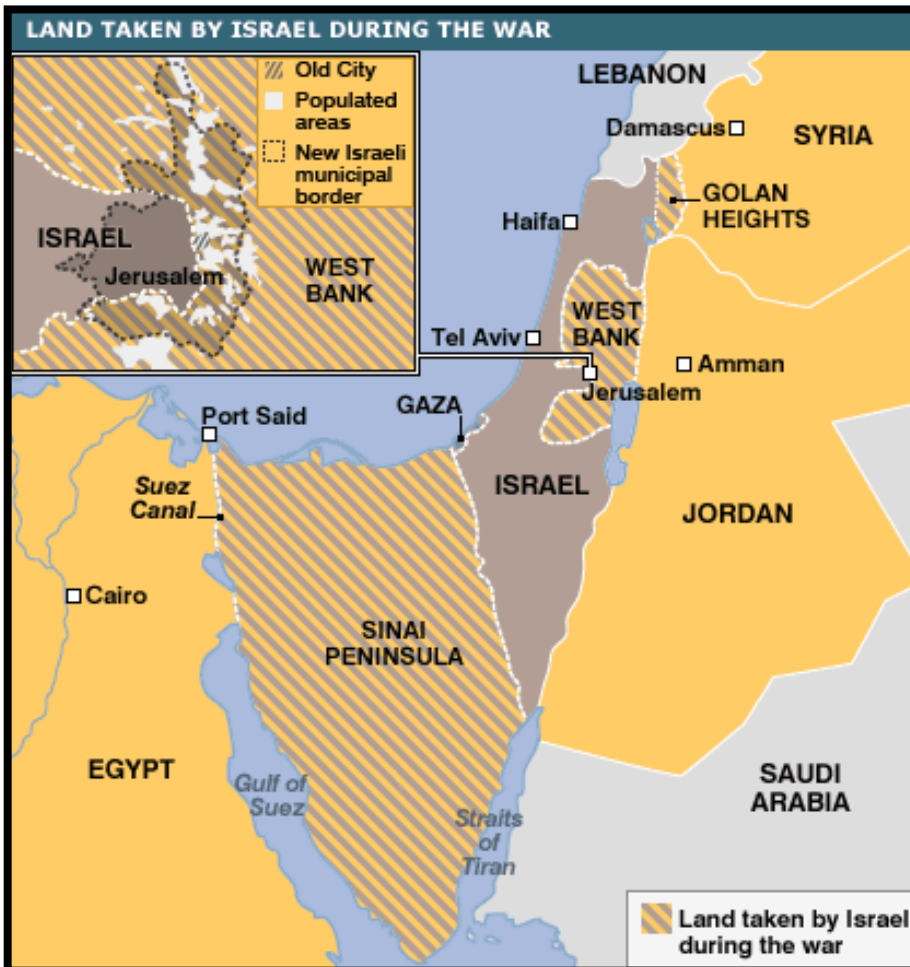 LAND TAKEN BY ISRAEL DURING THE WAR
Old City
Populated
areas
New Israeli
municipal
border
ISRAEL
Jerusalem
WEST
BANK
LEBANON
Damascus
SYRIA
GOLAN
HEIGHTS
Haifa
WEST
BANK
Tel Aviv
Amman
Jerusalem
GAZA
Port Said
ISRAEL
Suez
Canal
JORDAN
Cairo
SINAI
PENINSULA
EGYPT
Gulf of
Suez
Straits
of
Tiran
SAUDI
ARABIA
Land taken by Israel
during the war